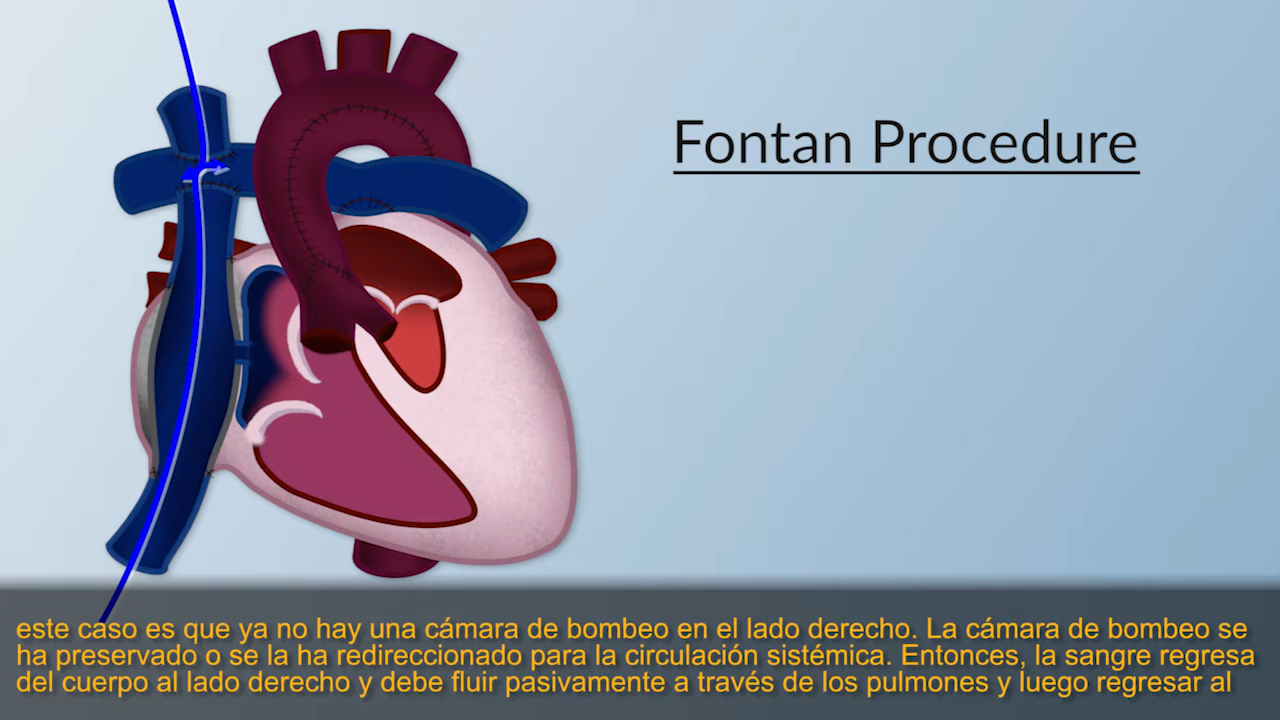 Fontan Procedure
este caso es que ya no hay una cámara de bombeo en el lado derecho. La cámara de bombeo se
ha preservado o se la ha redireccionado para la circulación sistémica. Entonces, la sangre regresa
del cuerpo al lado derecho y debe fluir pasivamente a través de los pulmones y luego regresar al